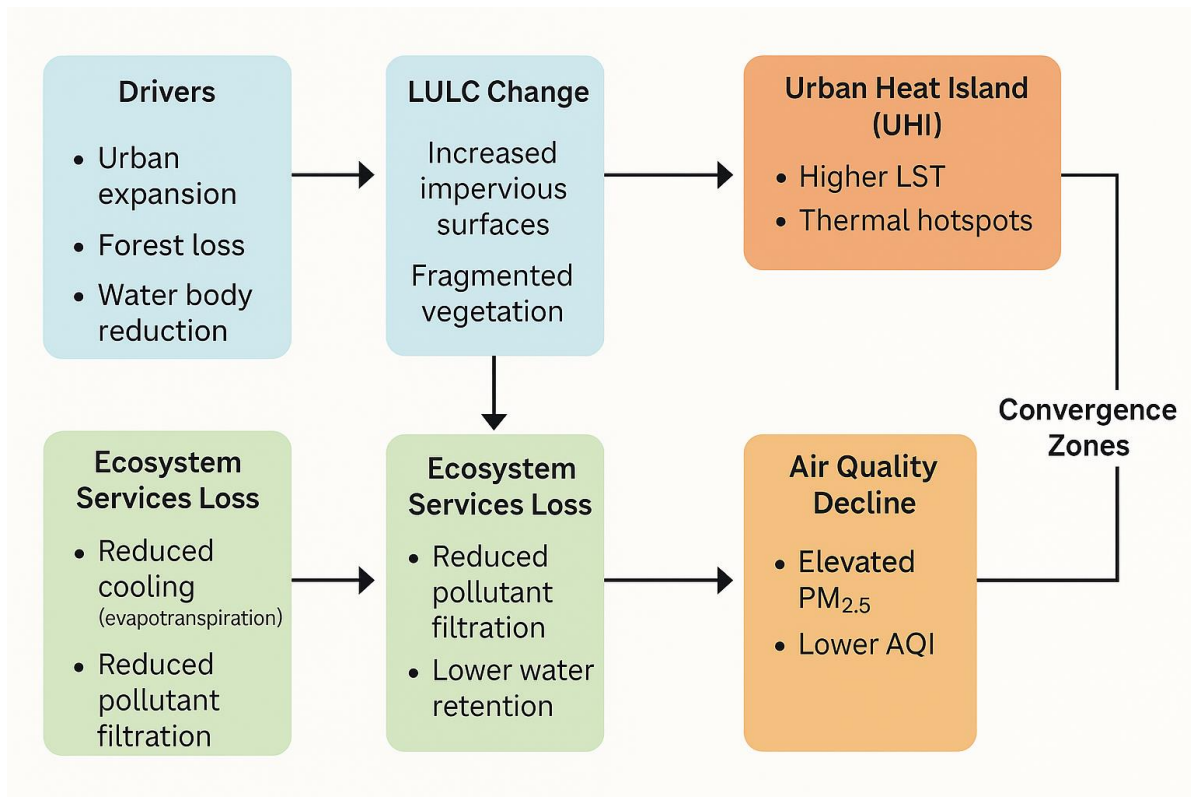 Drivers
• Urban
expansion
• Forest loss
• Water body
reduction
LULC Change
Increased
impervious
surfaces
Fragmented
vegetation
Urban Heat Island
(UHI)
• Higher LST
• Thermal hotspots
Convergence
Zones
Ecosystem
Services Loss
• Reduced
cooling
(evapotranspiration)
• Reduced
pollutant
filtration
Ecosystem
Services Loss
• Reduced
pollutant
filtration
• Lower water
retention
Air Quality
Decline
• Elevated
PM2.5
• Lower AQI